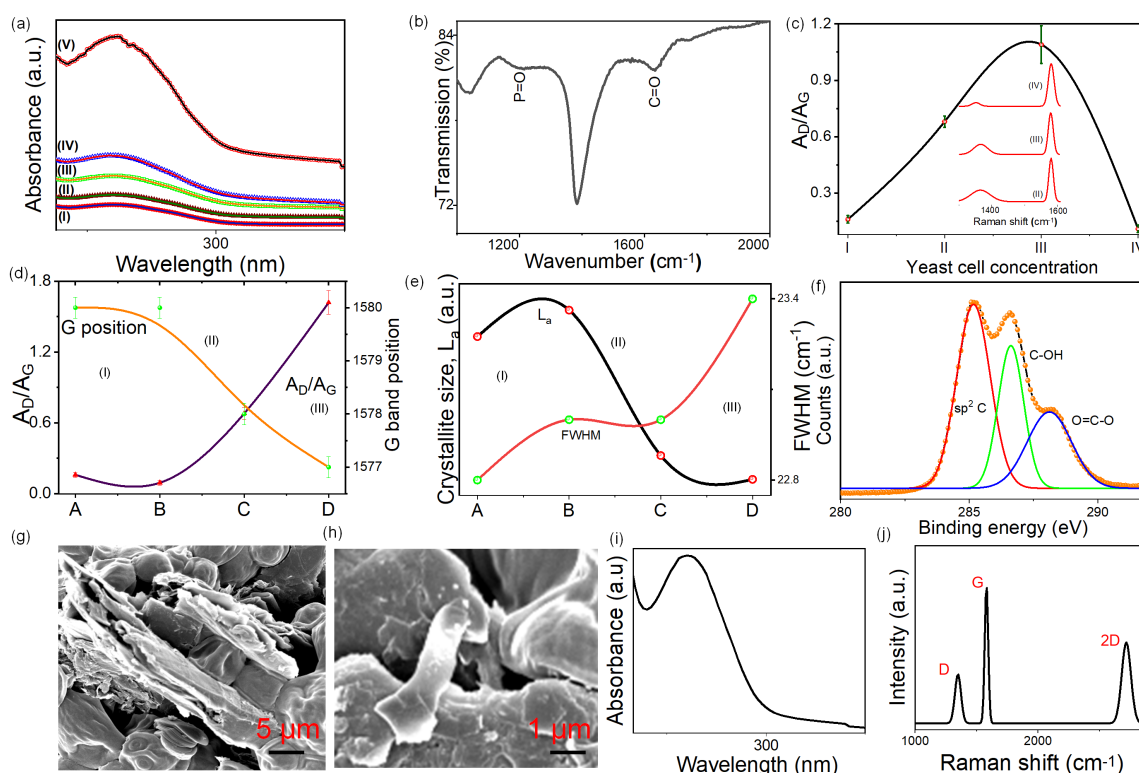 (a)
(V)
(IV)
(III)
(II)
(I)
Absorbance (a.u.)
300
Wavelength (nm)
(b)
84
72
Transmission (%)
P=O
C=O
1200
1600
2000
Wavenumber (cm-1)
(c)
1.2
0.9
0.6
0.3
AD/AG
(IV)
(III)
(II)
1400
1600
Raman shift (cm-1)
I
II
III
IV
Yeast cell concentration
(d)
1.8
1.2
0.6
0.0
AD/AG
G position
(I)
(II)
AD/AG
(III)
1580
1579
1578
1577
G band position
A
B
C
D
(e)
Crystallite size, La (a.u.)
La
(I)
(II)
(III)
FWHM
23.4
22.8
FWHM (cm-1)
A
B
C
D
(f)
Counts (a.u.)
sp2 C
C-OH
O=C-O
280
285
290
Binding energy (eV)
(g)
5 μm
(h)
1 μm
(i)
Absorbance (a.u)
300
Wavelength (nm)
(j)
Intensity (a.u.)
D
G
2D
1000
2000
Raman shift (cm-1)